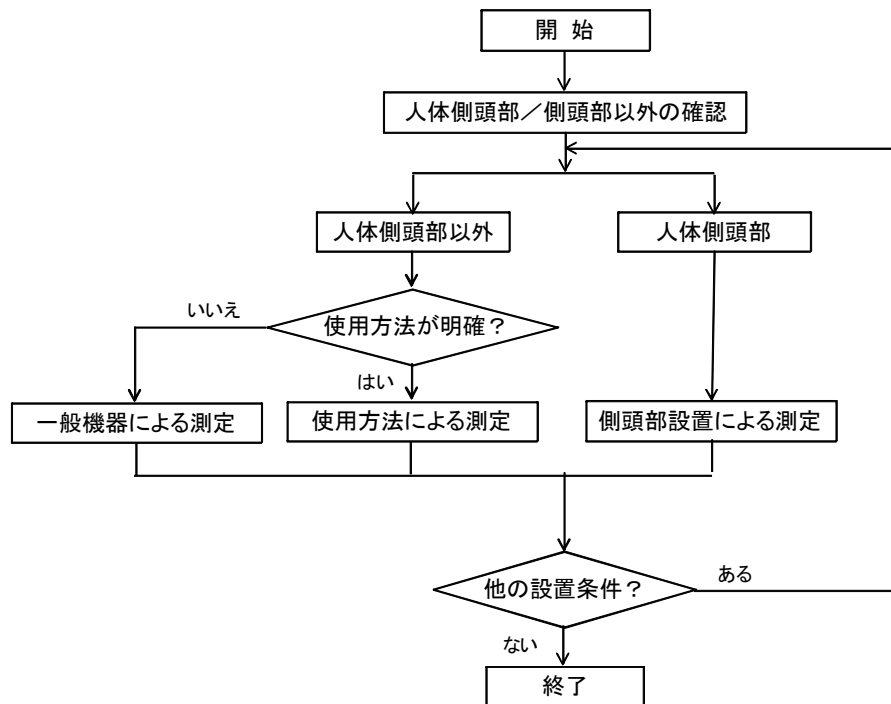 開 始
人体側頭部／側頭部以外の確認
人体側頭部以外
人体側頭部
いいえ
使用方法が明確？
はい
一般機器による測定
使用方法による測定
側頭部設置による測定
他の設置条件？
ある
ない
終了